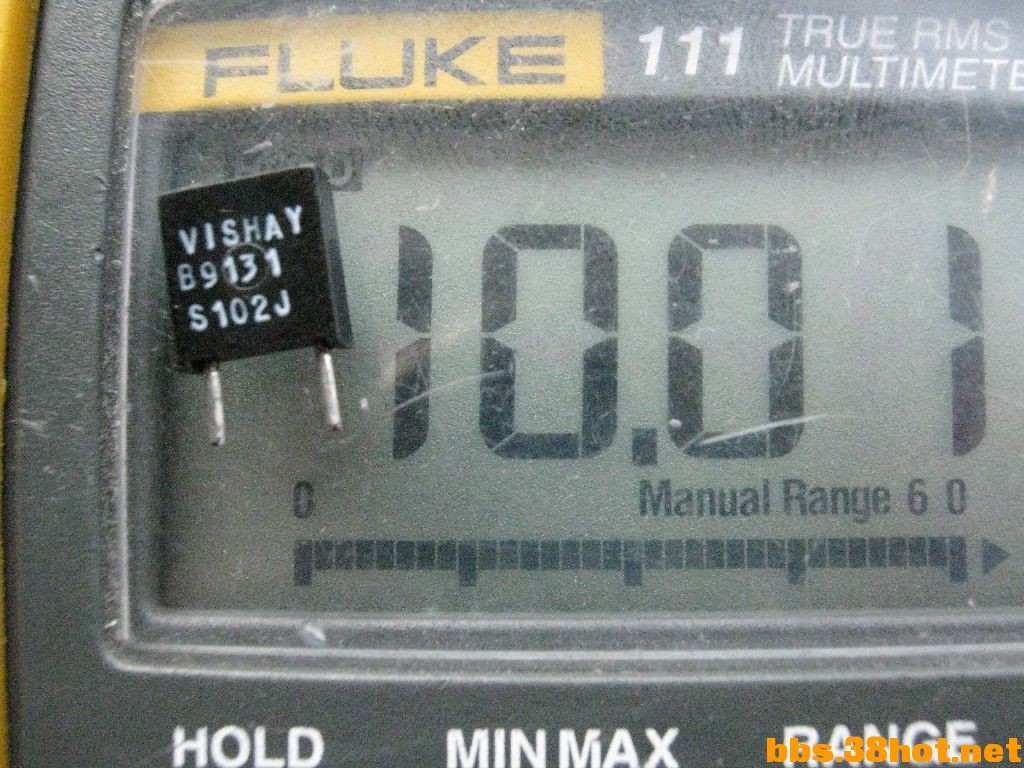 FLUKE 111 TRUE RMS
MULTIMETE
VISHAY
B9131
S102J
10.01
0 Manual Range 6 0
HOLD MIN MAX RANGE
bbs.38hot.net